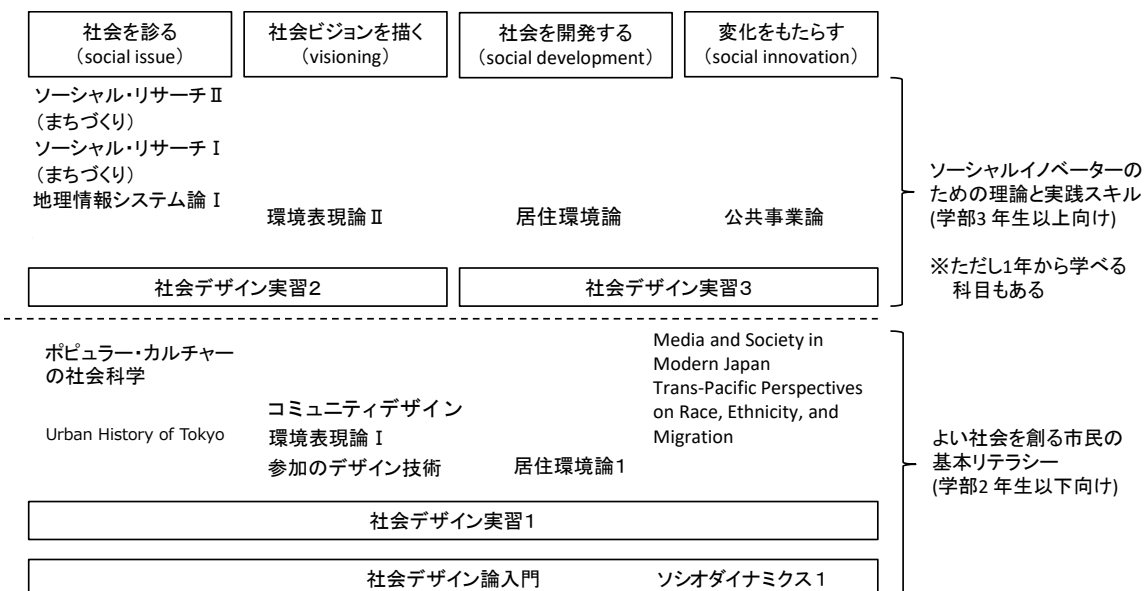 社会を診る
（social issue）
社会ビジョンを描く
（visioning）
社会を開発する
（social development）
変化をもたらす
（social innovation）
ソーシャル・リサーチⅡ
（まちづくり）
ソーシャル・リサーチⅠ
（まちづくり）
地理情報システム論Ⅰ
環境表現論Ⅱ
居住環境論
公共事業論
ソーシャルイノベーターの
ための理論と実践スキル
(学部3 年生以上向け)
※ただし1年から学べる
科目もある
社会デザイン実習２
社会デザイン実習３
ポピュラー・カルチャー
の社会科学
Urban History of Tokyo
コミュニティデザイン
環境表現論Ⅰ
参加のデザイン技術
居住環境論1
Media and Society in
Modern Japan
Trans-Pacific Perspectives
on Race, Ethnicity, and
Migration
よい社会を創る市民の
基本リテラシー
(学部2 年生以下向け)
社会デザイン実習１
社会デザイン論入門
ソシオダイナミクス１